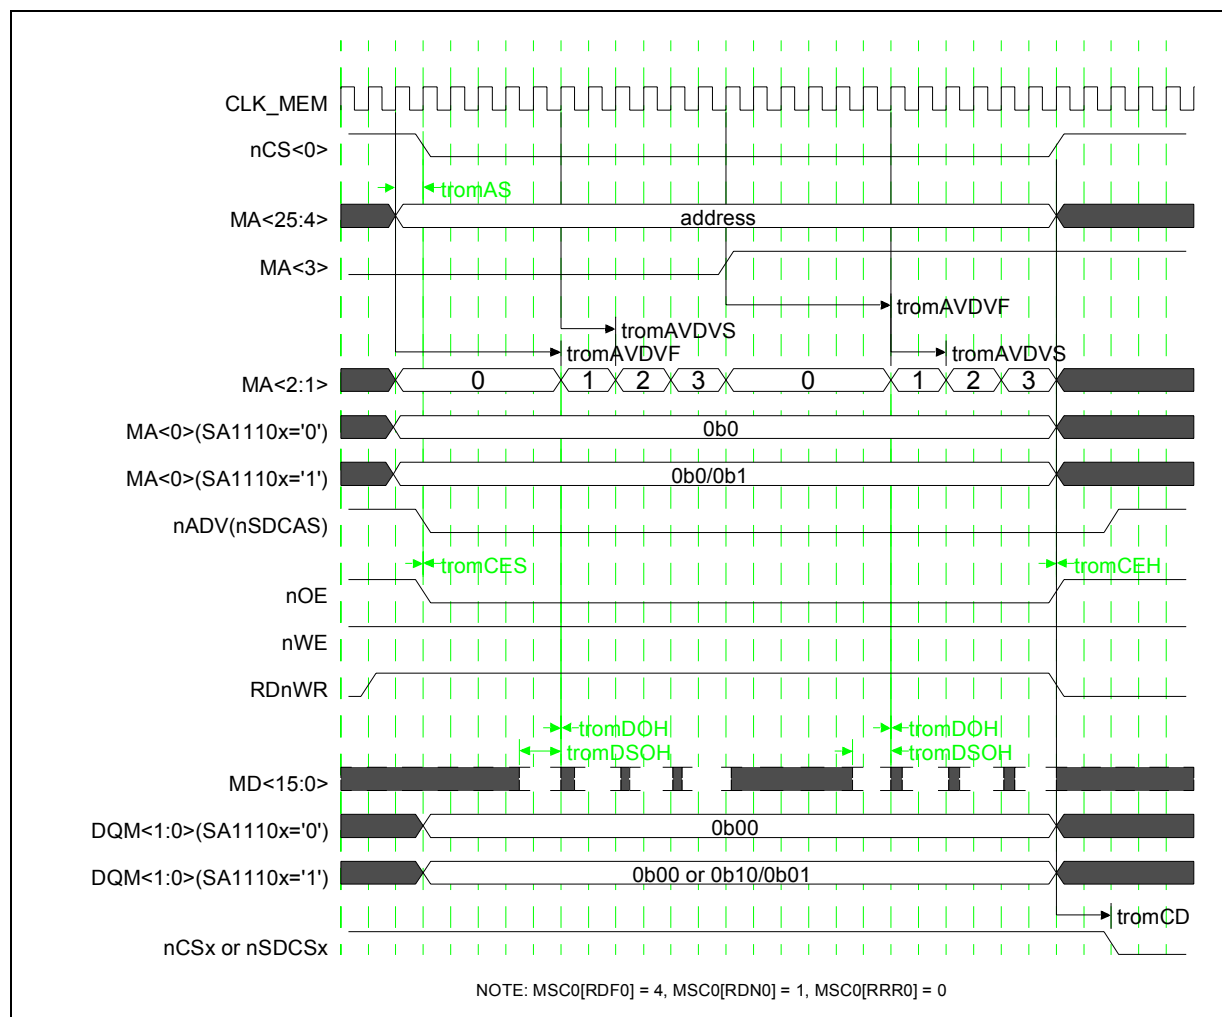 CLK_MEM
nCS<0>
tromAS
MA<25:4>
address
MA<3>
tromAVDVF
tromAVDVS
tromAVDVF
tromAVDVS
MA<2:1>
0 1 2 3 0 1 2 3
MA<0>(SA1110x='0')
0b0
MA<0>(SA1110x='1')
0b0/0b1
nADV(nSDCAS)
tromCES
tromCEH
nOE
nWE
RDnWR
tromDOH
tromDOH
tromDSOH
tromDSOH
MD<15:0>
DQM<1:0>(SA1110x='0')
0b00
DQM<1:0>(SA1110x='1')
0b00 or 0b10/0b01
tromCD
nCSx or nSDCSx
NOTE: MSC0[RDF0] = 4, MSC0[RDN0] = 1, MSC0[RRR0] = 0